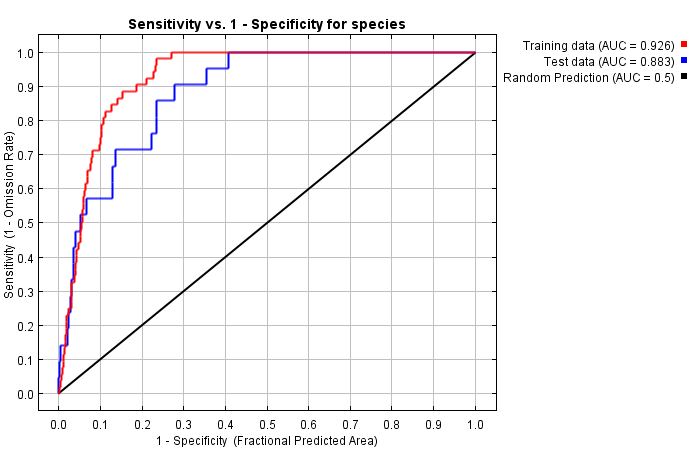 Sensitivity vs. 1 - Specificity for species
Training data (AUC = 0.926)
Test data (AUC = 0.883)
Random Prediction (AUC = 0.5)
Sensitivity (1 - Omission Rate)
1.0
0.9
0.8
0.7
0.6
0.5
0.4
0.3
0.2
0.1
0.0
0.0 0.1 0.2 0.3 0.4 0.5 0.6 0.7 0.8 0.9 1.0
1 - Specificity (Fractional Predicted Area)